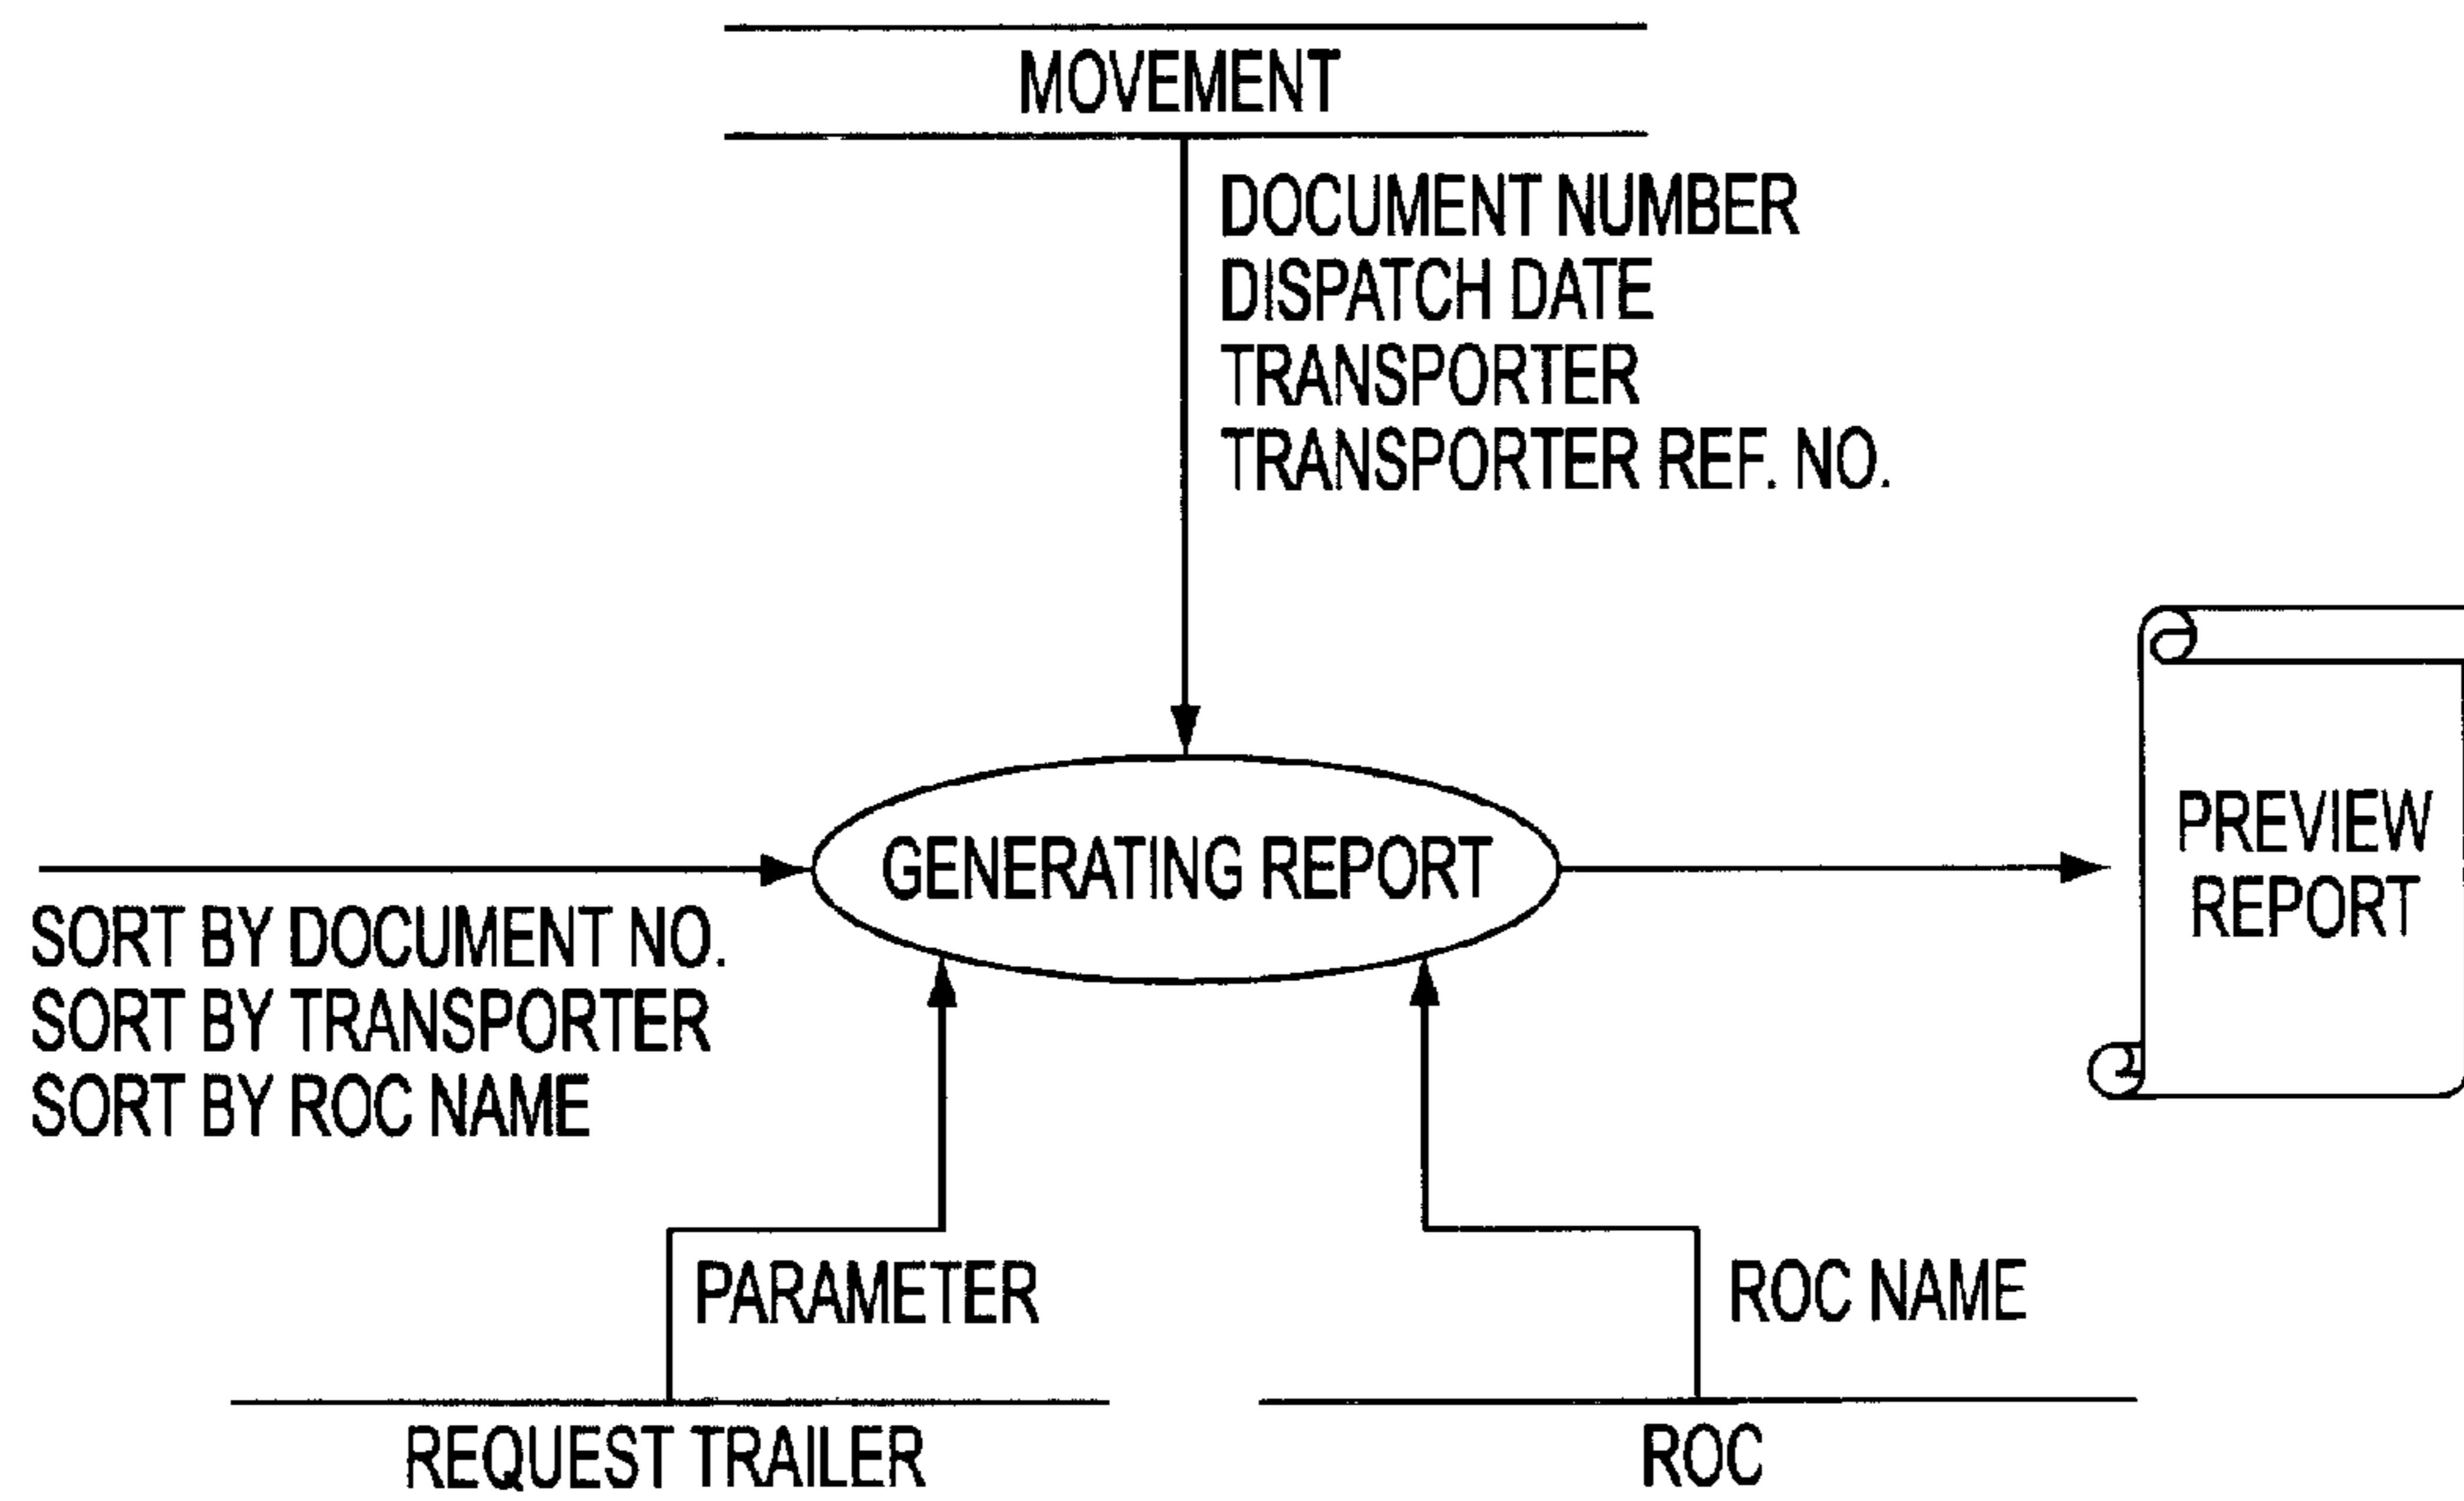 MOVEMENT
DOCUMENT NUMBER
DISPATCH DATE
TRANSPORTER
TRANSPORTER REF. NO.
GENERATING REPORT
PREVIEW
REPORT
SORT BY DOCUMENT NO.
SORT BY TRANSPORTER
SORT BY ROC NAME
PARAMETER
ROC NAME
REQUEST TRAILER
ROC